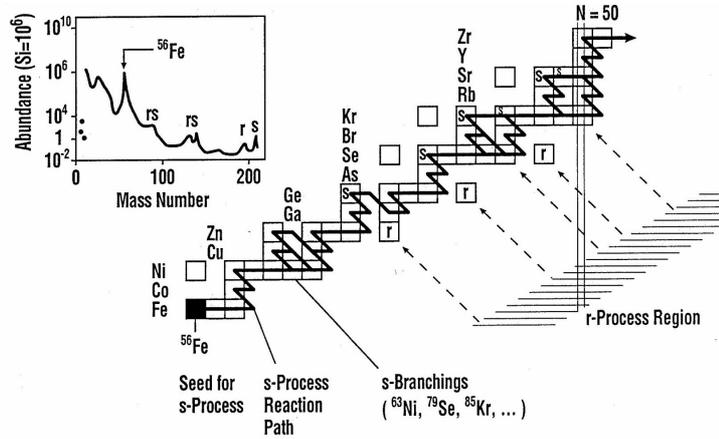 Abundance (Si=10⁶)
10¹⁰
10⁶
10⁴
1
10⁻²
⁵⁶Fe
rs
rs
r s
0
100
200
Mass Number
N = 50
Zr
Y
Sr
Rb
Kr
Br
Se
As
Ge
Ga
Zn
Cu
Ni
Co
Fe
s
s
s
s
s
s
s
r
r
r
r-Process Region
⁵⁶Fe
Seed for
s-Process
s-Process
Reaction
Path
s-Branchings
( ⁶³Ni, ⁷⁹Se, ⁸⁵Kr, ... )